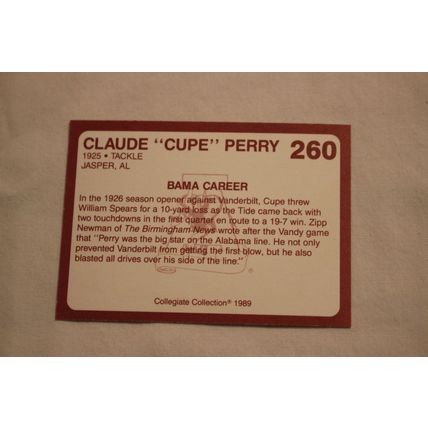 CLAUDE "CUPE" PERRY 260
1925 • TACKLE
JASPER, AL
BAMA CAREER
In the 1926 season opener against Vanderbilt, Cupe threw
William Spears for a 10-yard loss as the Tide came back with
two touchdowns in the first quarter en route to a 19-7 win. Zipp
Newman of The Birmingham News wrote after the Vandy game
that "Perry was the big star on the Alabama line. He not only
prevented Vanderbilt from getting the first blow, but he also
blasted all drives over his side of the line."
Collegiate Collection® 1989